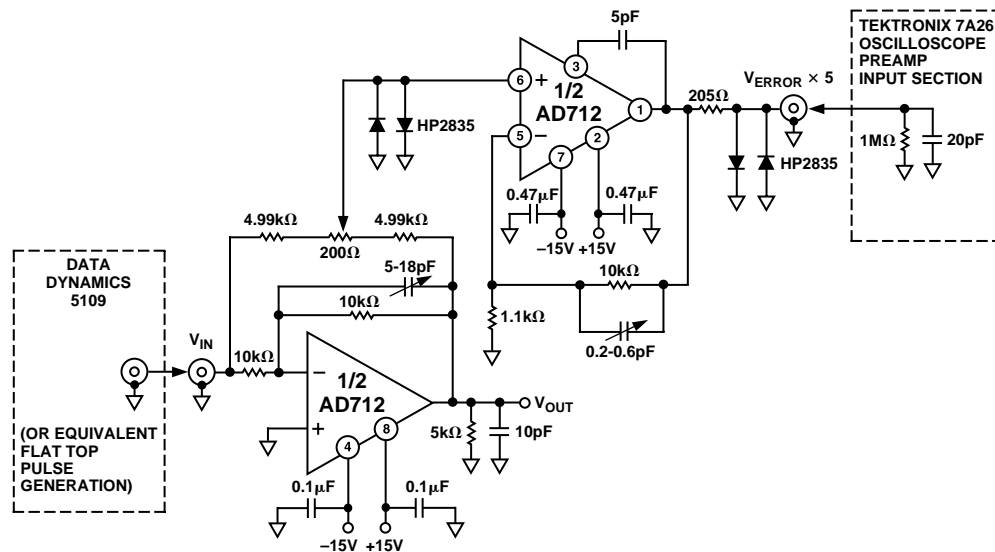 5pF
TEKTRONIX 7A26
OSCILLOSCOPE
PREAMP
INPUT SECTION
3
6
+
1/2
AD712
1
5
–
2
7
205Ω
V_ERROR × 5
HP2835
HP2835
1MΩ
20pF
0.47µF
0.47µF
–15V
+15V
4.99kΩ
4.99kΩ
200Ω
5-18pF
10kΩ
10kΩ
1.1kΩ
0.2-0.6pF
DATA
DYNAMICS
5109
V_IN
10kΩ
–
1/2
AD712
+
8
4
V_OUT
5kΩ
10pF
(OR EQUIVALENT
FLAT TOP
PULSE
GENERATION)
0.1µF
0.1µF
–15V
+15V